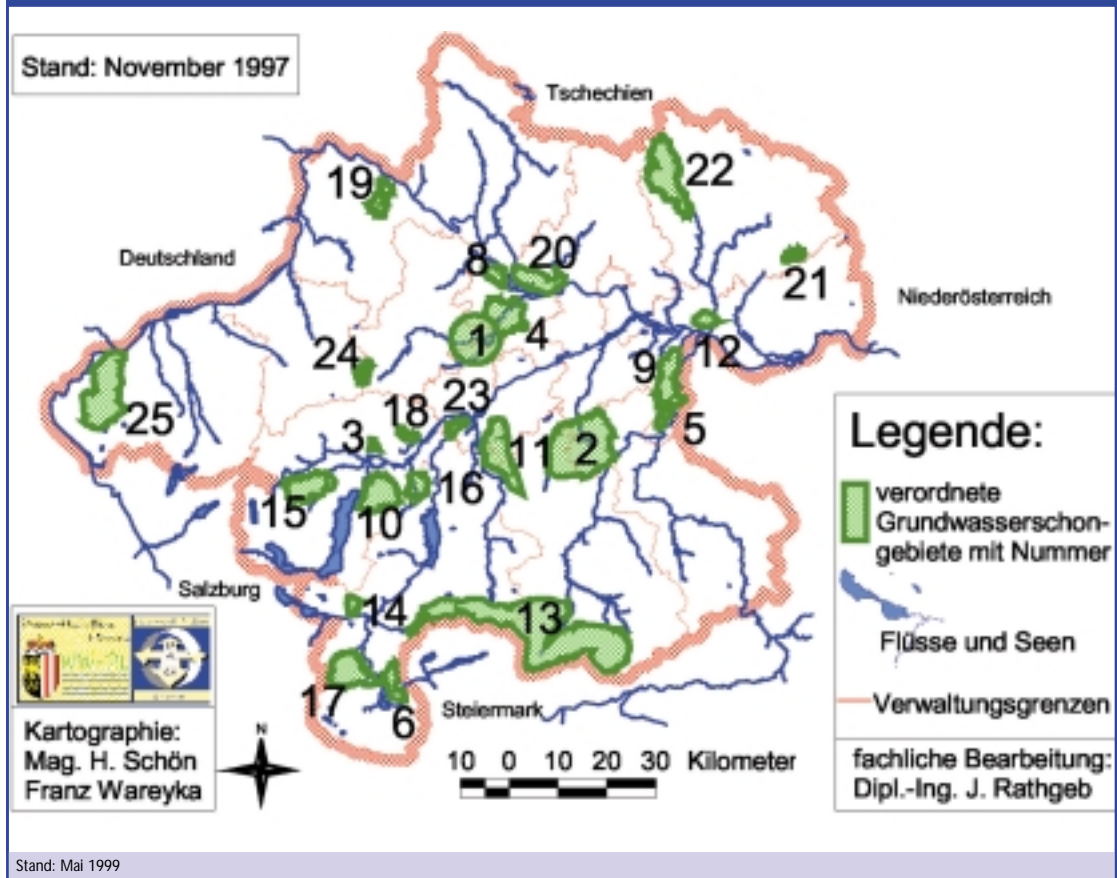 Stand: November 1997
Tschechien
19
22
Deutschland
8
20
21
Niederösterreich
1
4
12
24
9
25
18
23
3
11
2
5
15
10
16
Salzburg
14
13
17
6
Steiermark
Legende:
verordnete
Grundwasserschon-
gebiete mit Nummer
Flüsse und Seen
Verwaltungsgrenzen
fachliche Bearbeitung:
Dipl.-Ing. J. Rathgeb
Kartographie:
Mag. H. Schön
Franz Wareyka
N
10 0 10 20 30 Kilometer
Stand: Mai 1999